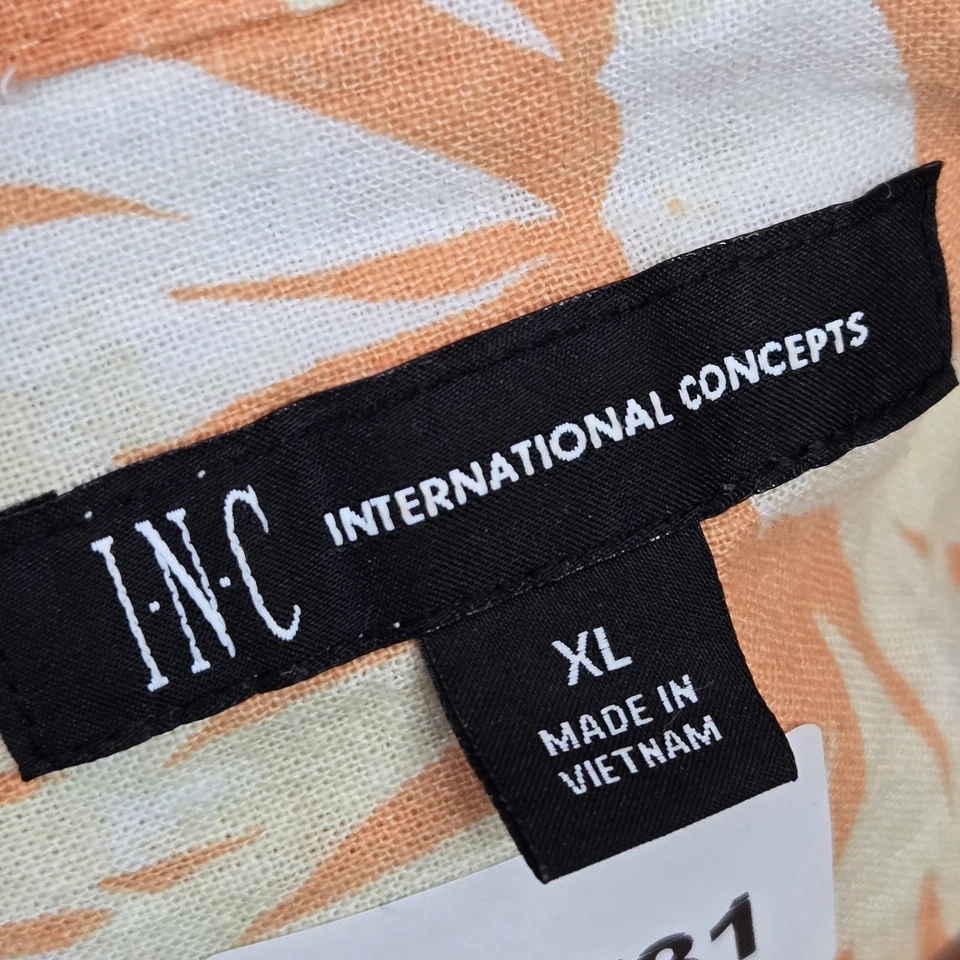 I·N·C INTERNATIONAL CONCEPTS
XL
MADE IN
VIETNAM